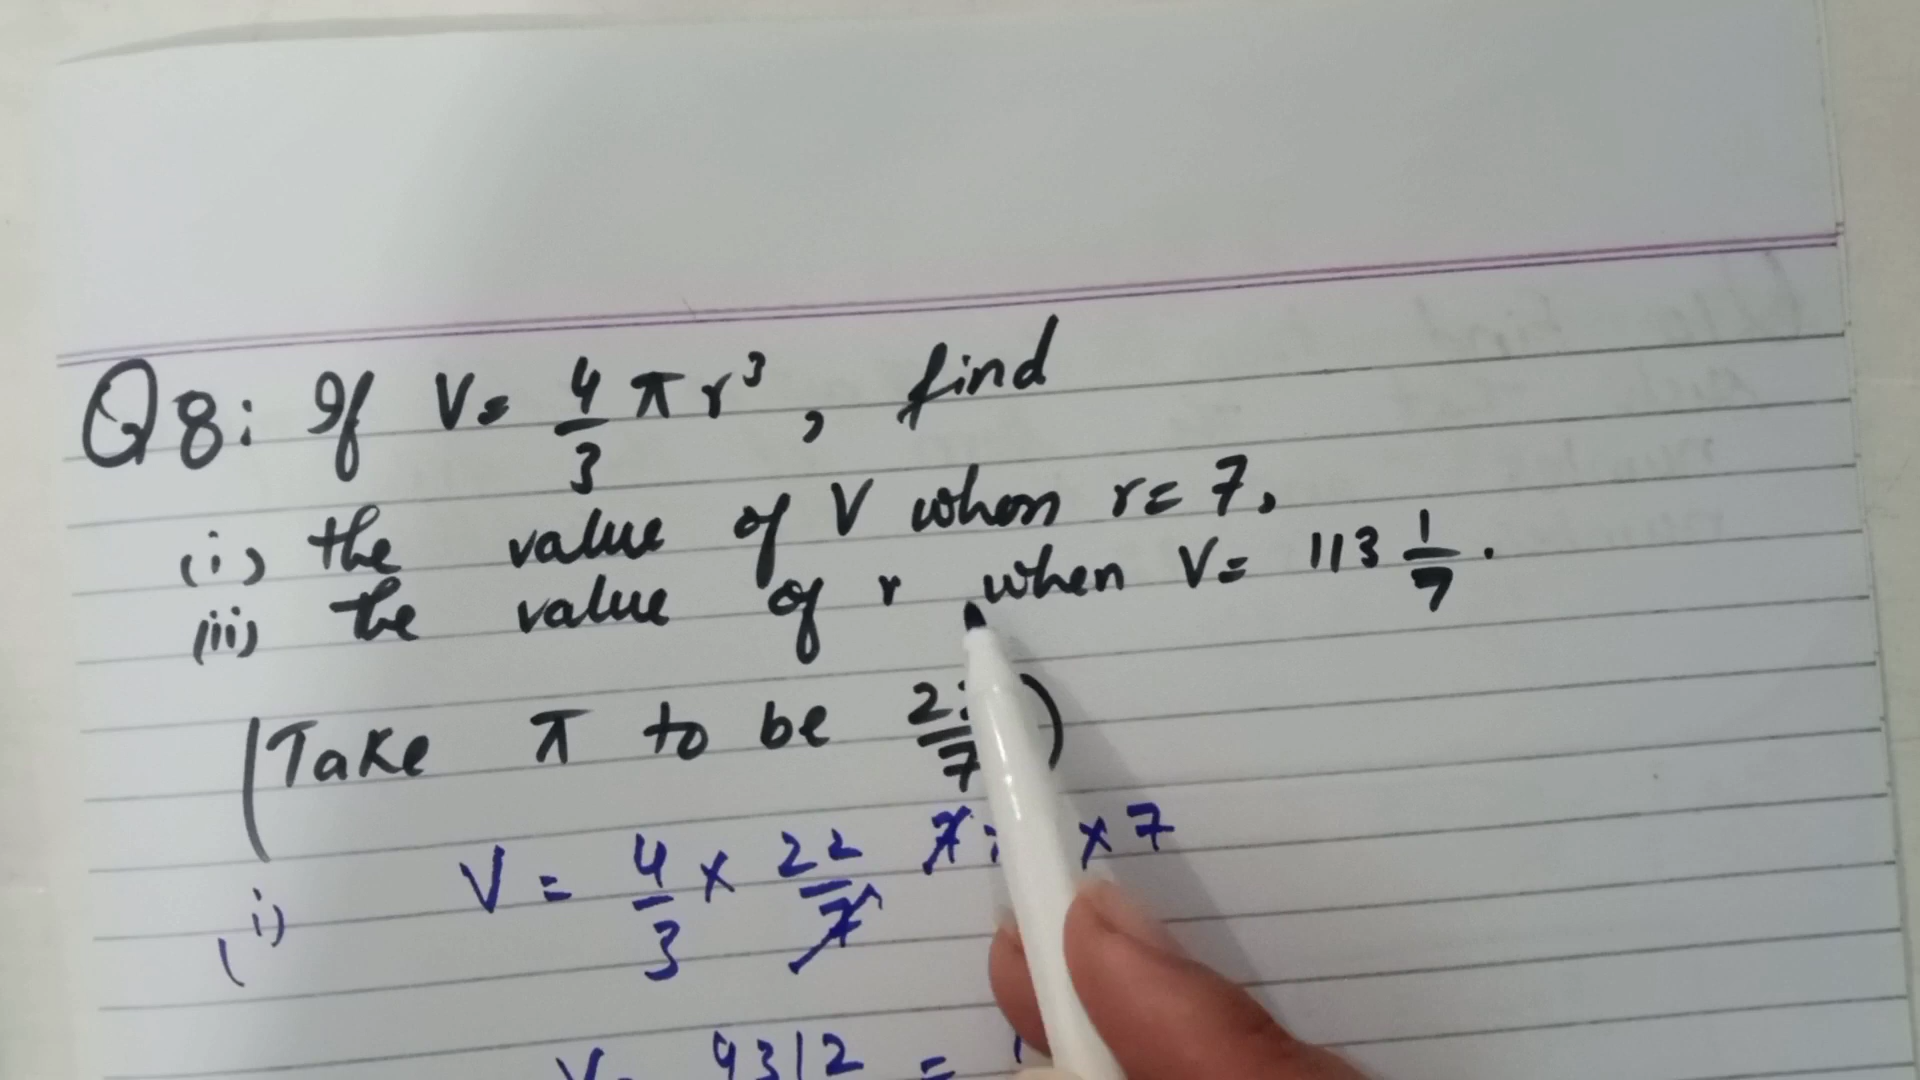 Q8: If V= 4/3 π r³, find
(i) the value of V when r= 7,
(ii) the value of r when V= 113 1/7.
(Take π to be 22/7)
(i) V = 4/3 × 22/7 7 × 7
V= 4312 =